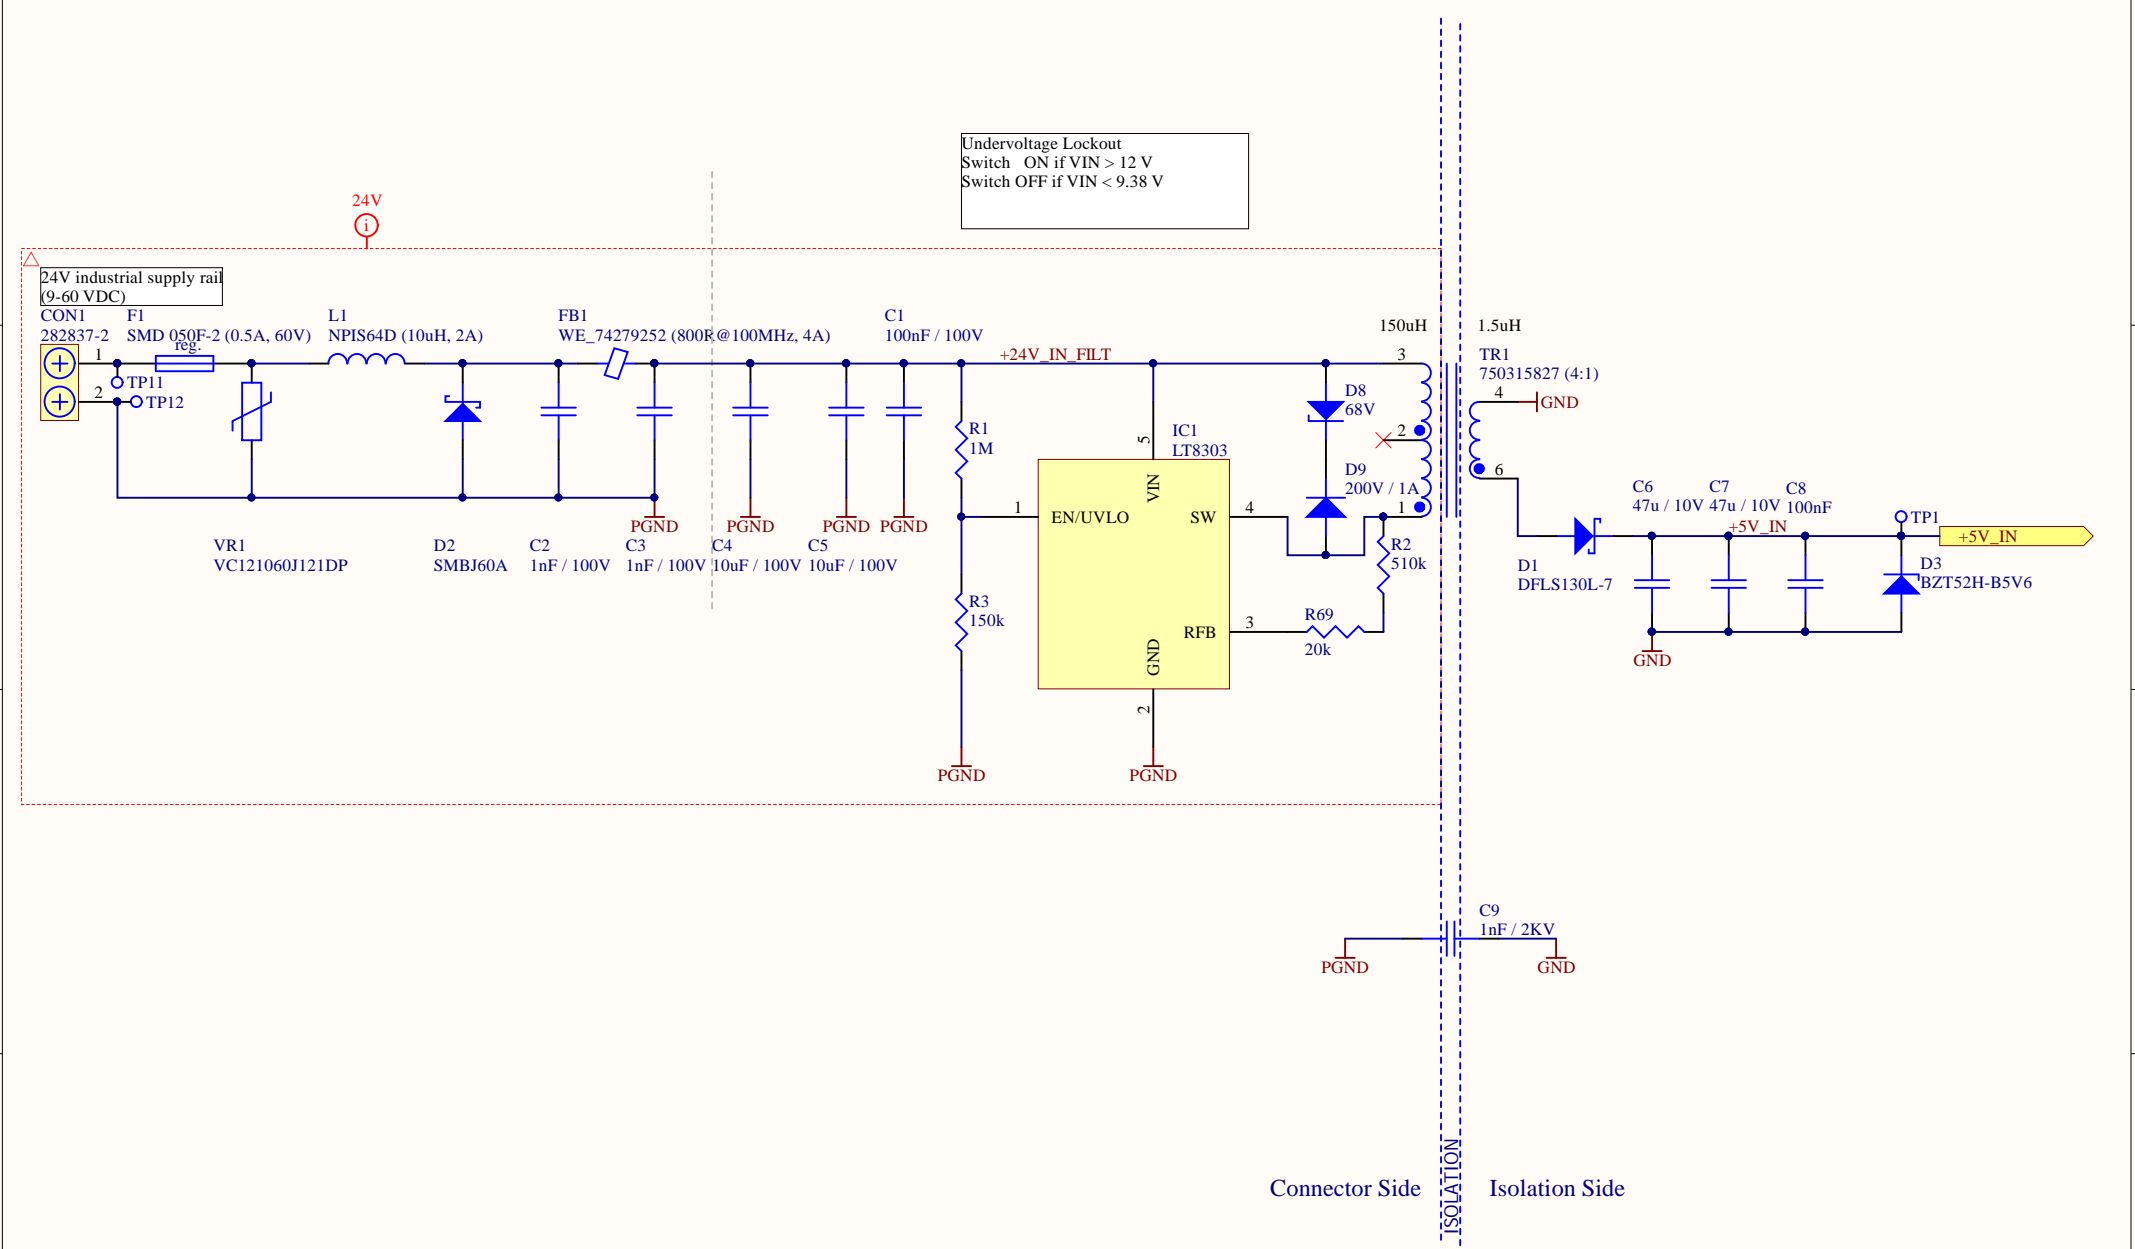 Undervoltage Lockout
Switch   ON if VIN > 12 V
Switch OFF if VIN < 9.38 V
24V
i
24V industrial supply rail
(9-60 VDC)
CON1
282837-2
1
2
TP11
TP12
F1
SMD 050F-2 (0.5A, 60V)
reg.
L1
NPIS64D (10uH, 2A)
FB1
WE_74279252 (800R@100MHz, 4A)
C1
100nF / 100V
+24V_IN_FILT
VR1
VC121060J121DP
D2
SMBJ60A
C2
1nF / 100V
C3
1nF / 100V
C4
10uF / 100V
C5
10uF / 100V
PGND
PGND
PGND
PGND
R1
1M
R3
150k
PGND
IC1
LT8303
5
VIN
1
EN/UVLO
SW
4
RFB
3
GND
2
PGND
D8
68V
D9
200V / 1A
R2
510k
R69
20k
150uH
1.5uH
3
2
1
TR1
750315827 (4:1)
4
GND
6
D1
DFLS130L-7
C6
47u / 10V
C7
47u / 10V
C8
100nF
+5V_IN
TP1
+5V_IN
D3
BZT52H-B5V6
GND
C9
1nF / 2KV
PGND
GND
Connector Side
ISOLATION
Isolation Side